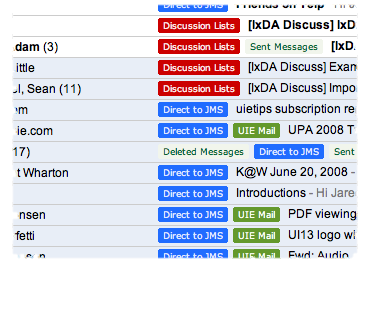 Direct to JMS Friends on Yelp
Discussion Lists [IxDA Discuss] IxD
dam (3) Discussion Lists Sent Messages [IxD
ittle Discussion Lists [IxDA Discuss] Exam
, Sean (11) Discussion Lists [IxDA Discuss] Impo
Direct to JMS uietips subscription re
ie.com Direct to JMS UIE Mail UPA 2008 T
17) Deleted Messages Direct to JMS Sent
t Wharton Direct to JMS K@W June 20, 2008 -
Direct to JMS Introductions - Hi Jare
nsen Direct to JMS UIE Mail PDF viewing
fetti Direct to JMS UIE Mail UI13 logo wi
Direct to JMS UIE Mail Fwd: Audio